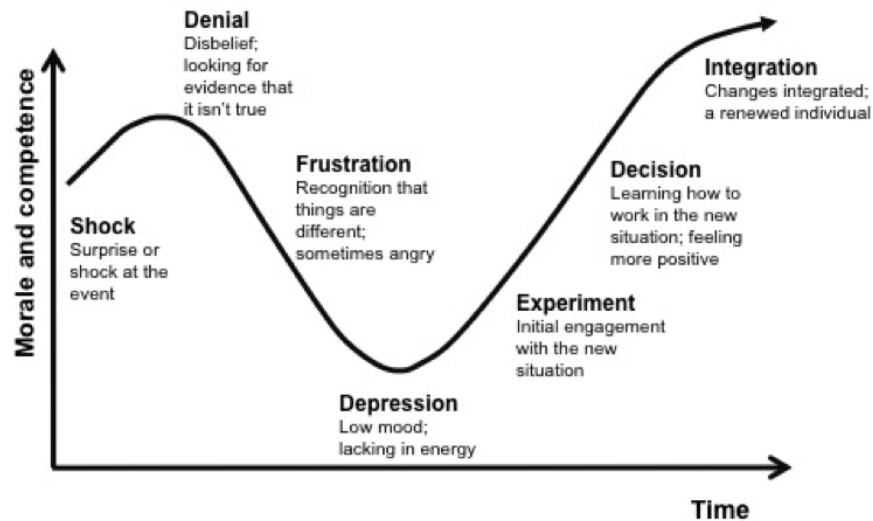 Denial
Disbelief;
looking for
evidence that
it isn't true
Integration
Changes integrated;
a renewed individual
Frustration
Recognition that
things are
different;
sometimes angry
Decision
Learning how to
work in the new
situation; feeling
more positive
Shock
Surprise or
shock at the
event
Experiment
Initial engagement
with the new
situation
Depression
Low mood;
lacking in energy
Morale and competence
Time